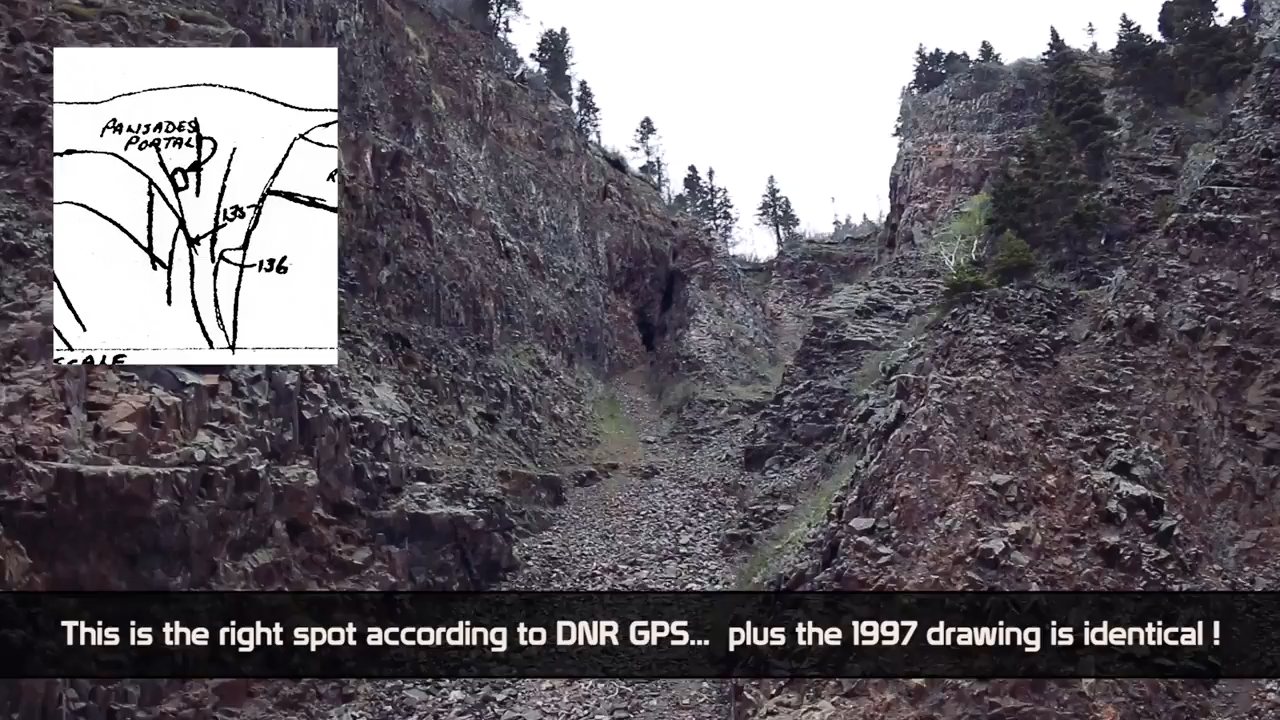 PALISADES
PORTAL
135
136
SCALE
This is the right spot according to DNR GPS... plus the 1997 drawing is identical !